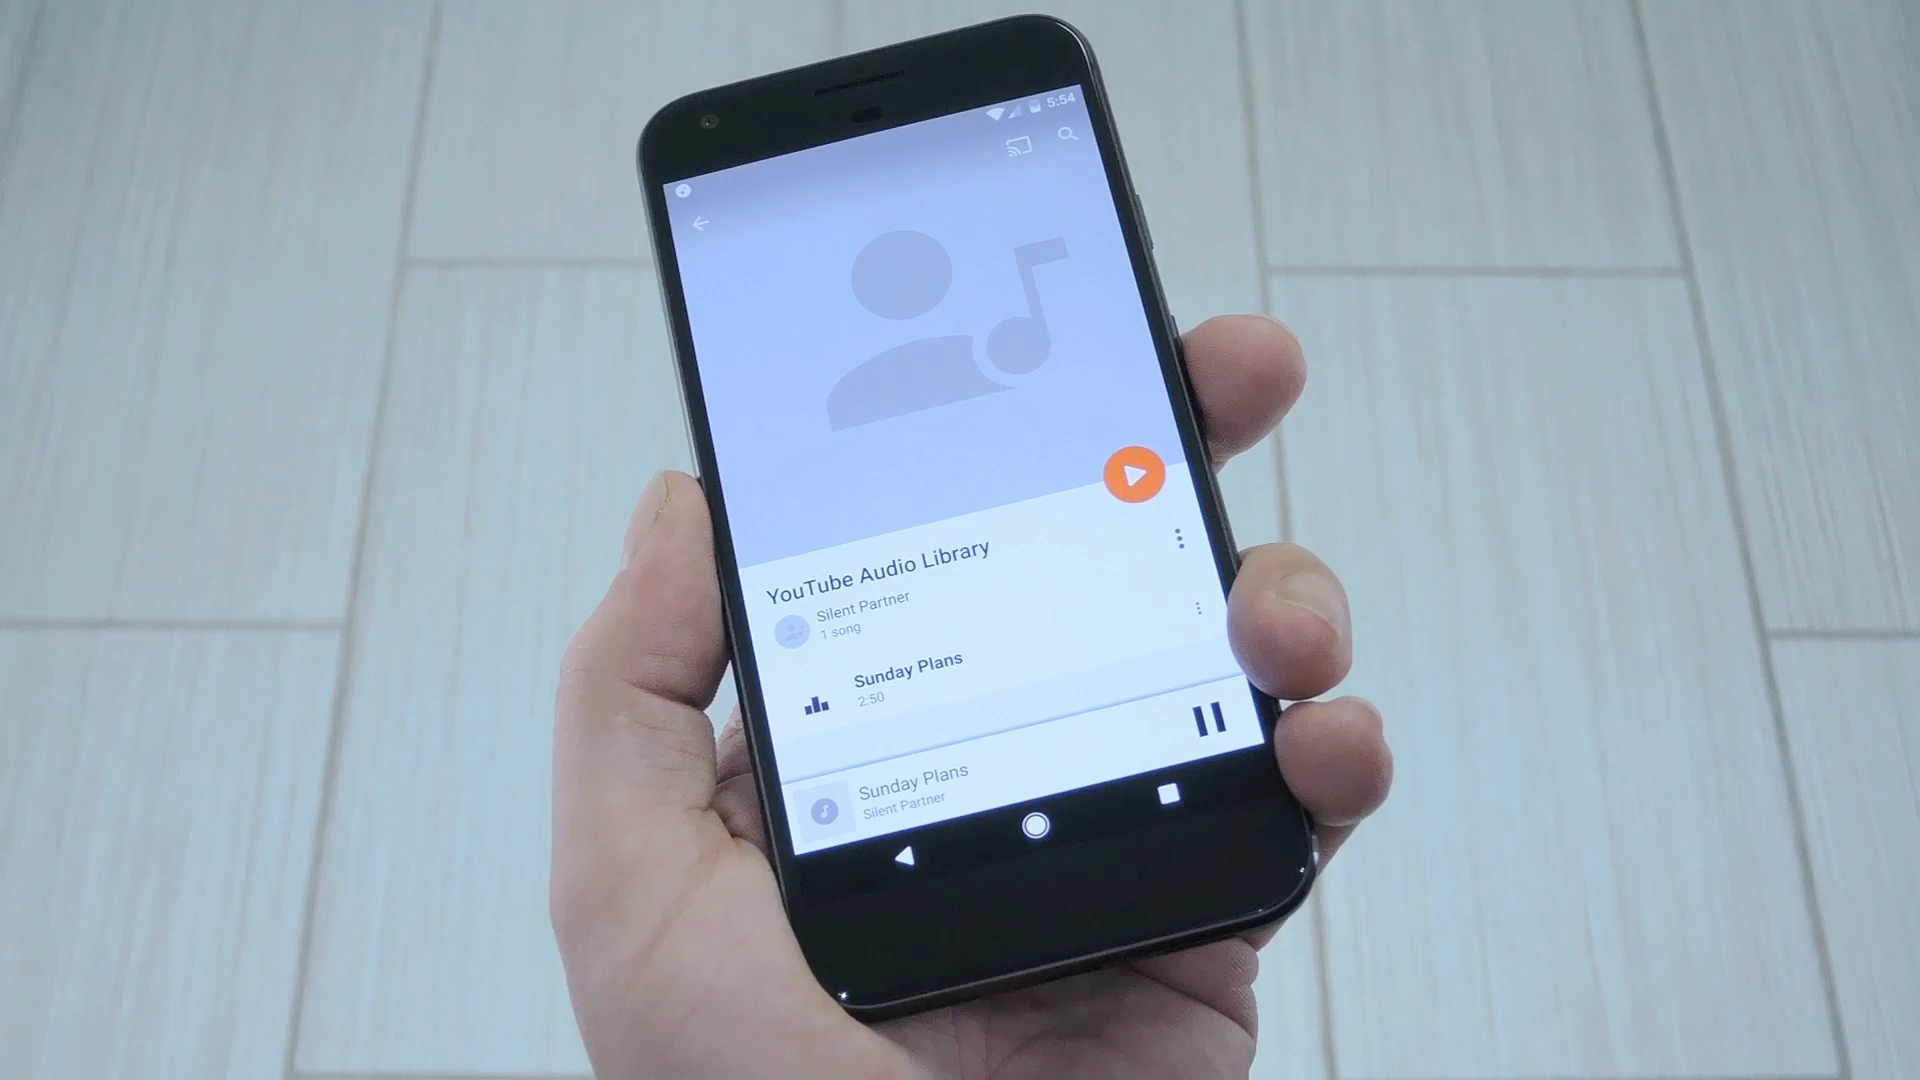 5:54
YouTube Audio Library
Silent Partner
1 song
Sunday Plans
2:50
Sunday Plans
Silent Partner